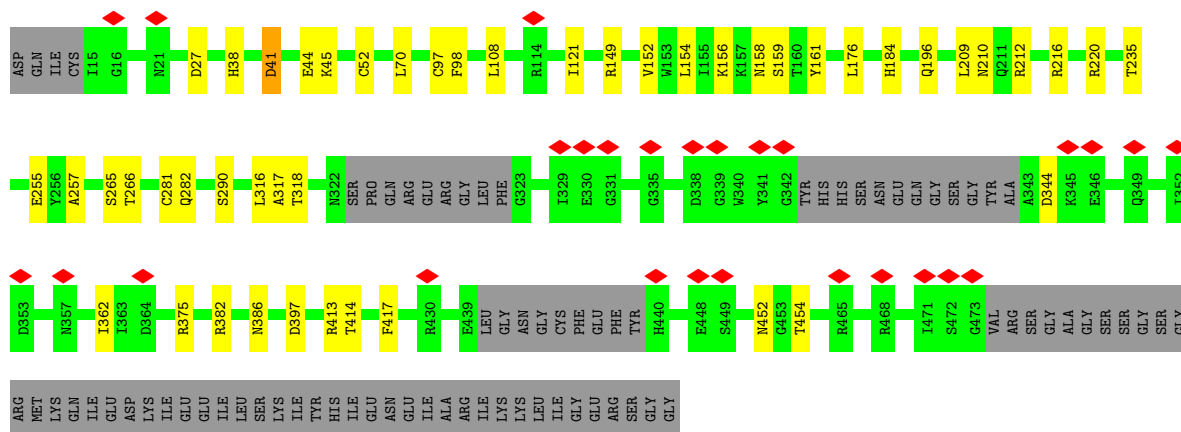 ASP GLN ILE CYS I15 G16 N21 D27 H38 D41 E44 K45 C52 L70 C97 F98 L108 R114 I121 R149 V152 W153 L154 I155 K156 K157 N158 S159 T160 Y161 L176 H184 Q196 L209 N210 Q211 R212 R216 R220 T235
E255 Y256 A257 S265 T266 C281 Q282 S290 L316 A317 T318 N322 SER PRO GLN ARG GLU ARG GLY LEU PHE G323 I329 E330 G331 G335 D338 G339 W340 Y341 G342 TYR HIS HIS SER ASN GLU GLN GLY SER GLY TYR ALA A343 D344 K345 E346 Q349 I352
D353 N357 I362 I363 D364 R375 R382 N386 D397 R413 T414 F417 R430 E439 LEU GLY ASN GLY CYS PHE GLU PHE TYR H440 E448 S449 N452 G453 T454 R465 R468 I471 S472 G473 VAL ARG SER GLY ALA GLY SER SER GLY SER GLY
ARG MET LYS GLN ILE GLU ASP LYS ILE GLU GLU ILE LEU SER LYS ILE TYR HIS ILE GLU ASN GLU ILE ALA ARG ILE LYS LYS LEU ILE GLY GLU ARG SER GLY GLY